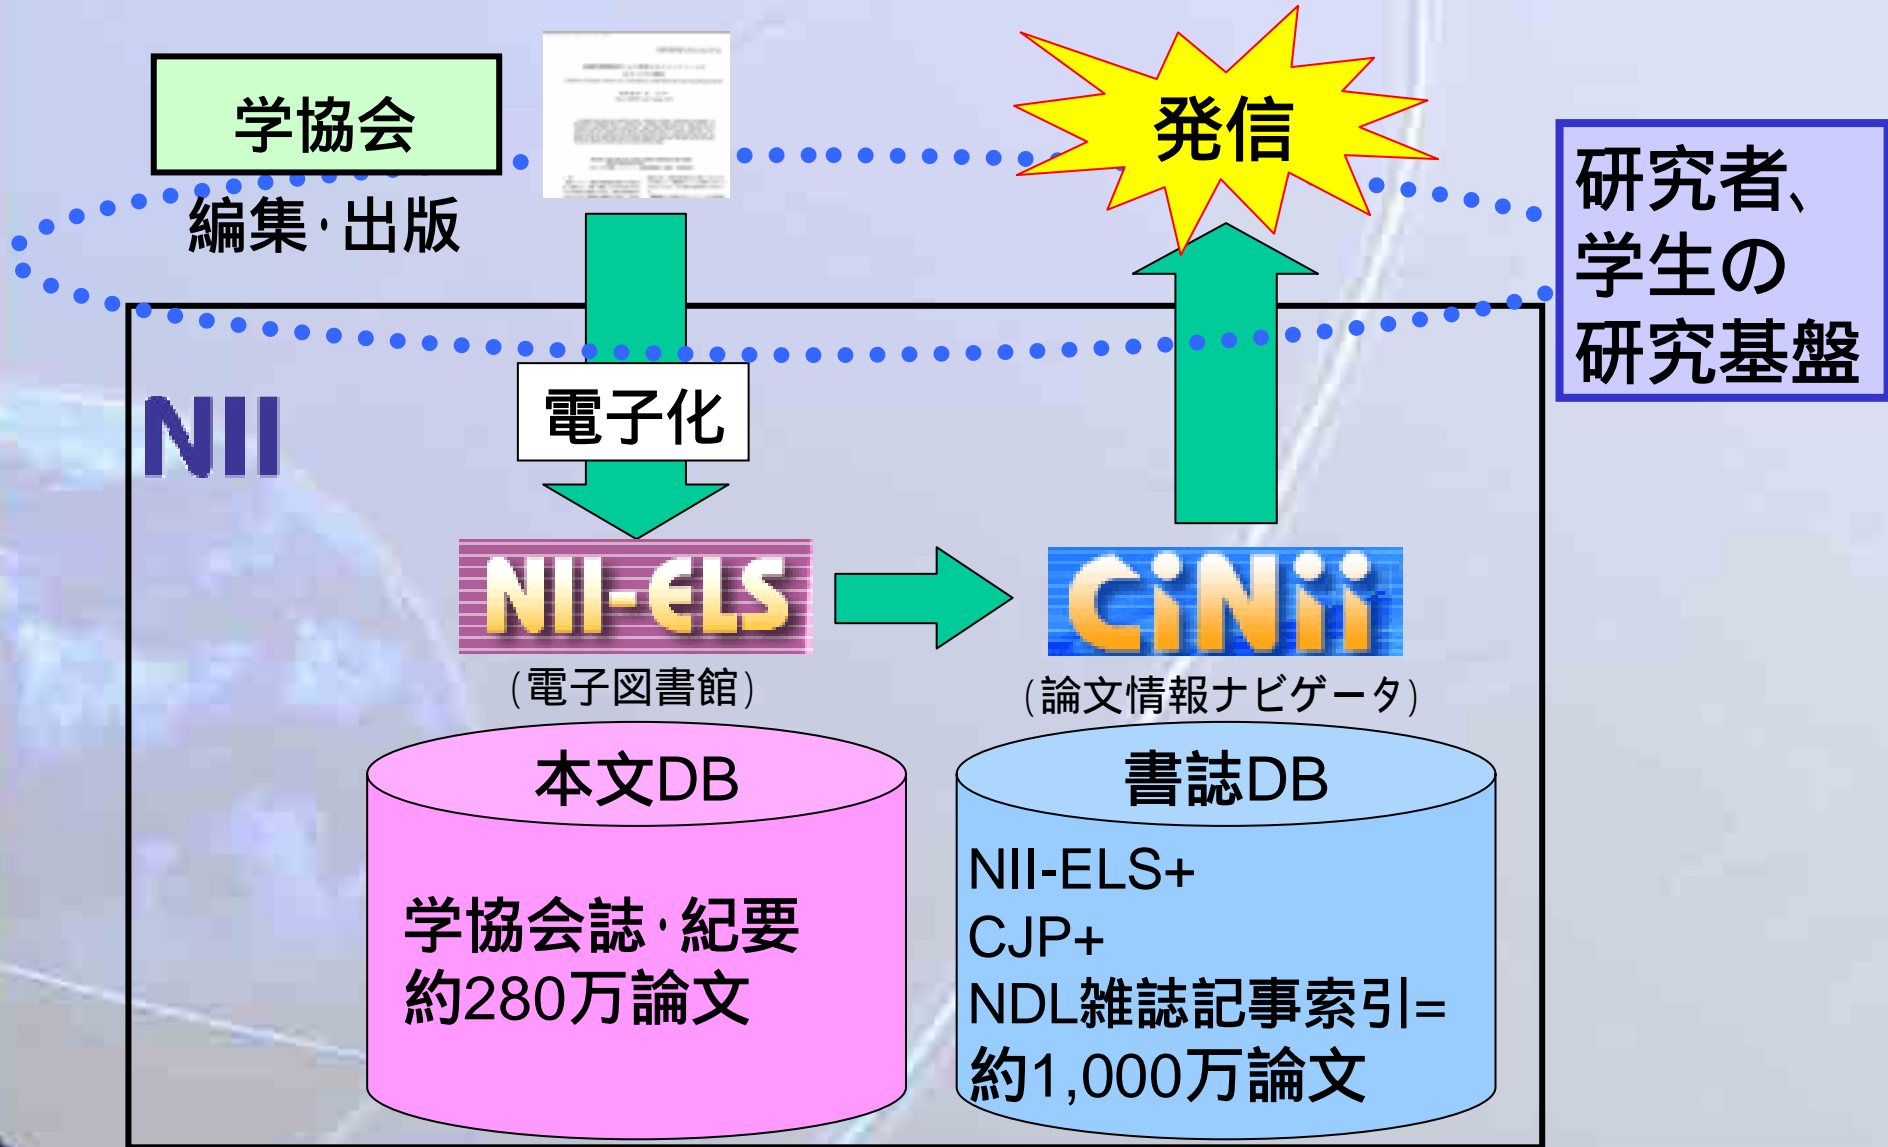 学協会
編集・出版
発信
研究者、
学生の
研究基盤
NII
電子化
NII-ELS
(電子図書館)
CiNii
(論文情報ナビゲータ)
本文DB
学協会誌・紀要
約280万論文
書誌DB
NII-ELS+
CJP+
NDL雑誌記事索引=
約1,000万論文